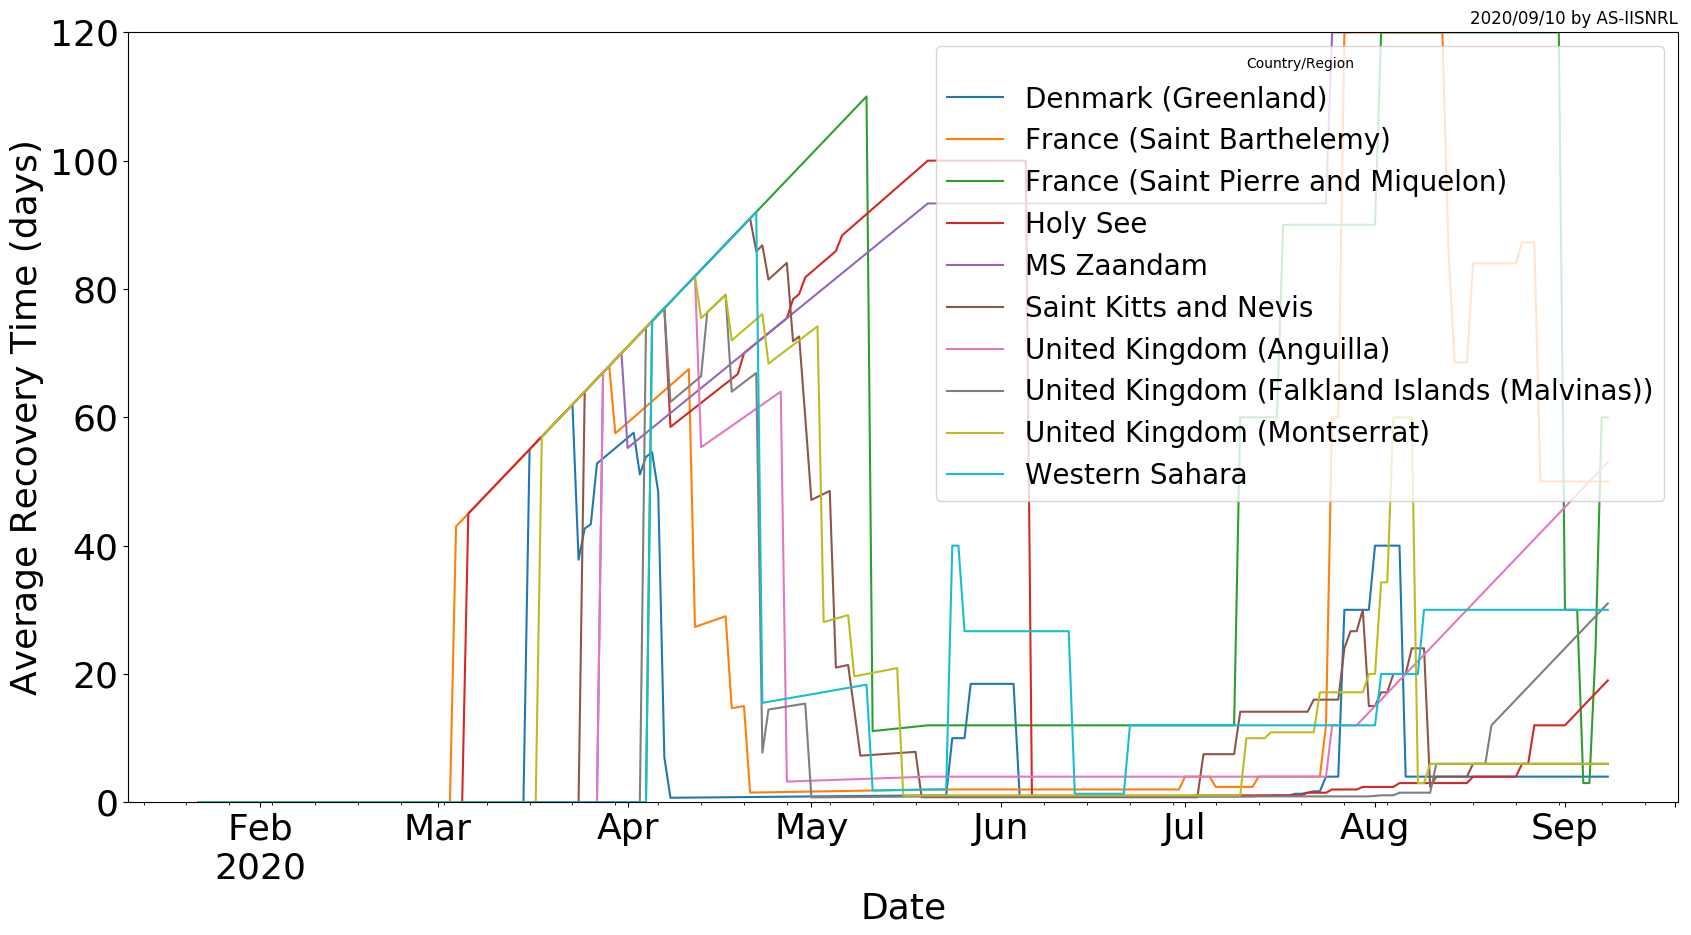 2020/09/10 by AS-IISNRL
120
100
80
60
40
20
0
Average Recovery Time (days)
Country/Region
Denmark (Greenland)
France (Saint Barthelemy)
France (Saint Pierre and Miquelon)
Holy See
MS Zaandam
Saint Kitts and Nevis
United Kingdom (Anguilla)
United Kingdom (Falkland Islands (Malvinas))
United Kingdom (Montserrat)
Western Sahara
Feb Mar Apr May Jun Jul Aug Sep
2020
Date